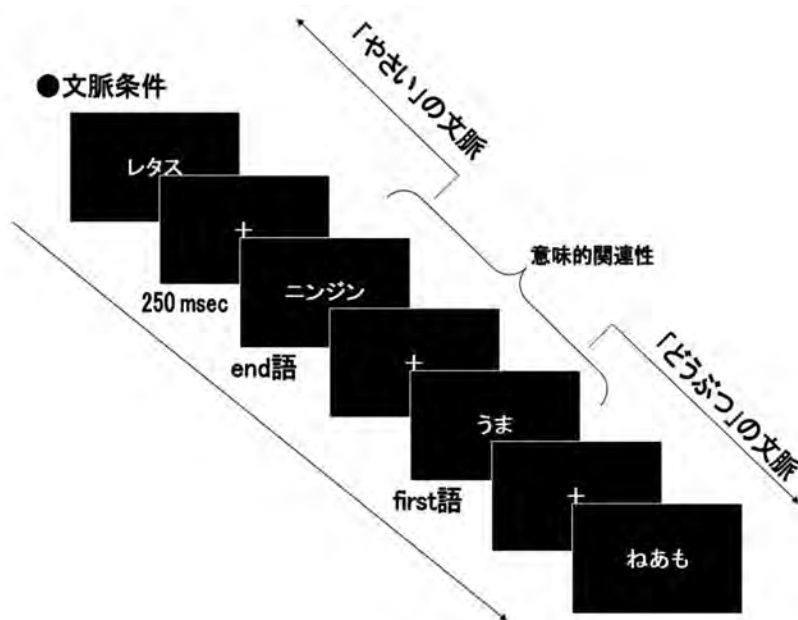 ●文脈条件
「やさい」の文脈
レタス
+
250 msec
ニンジン
end語
意味的関連性
+
「どうぶつ」の文脈
うま
first語
+
ねあも